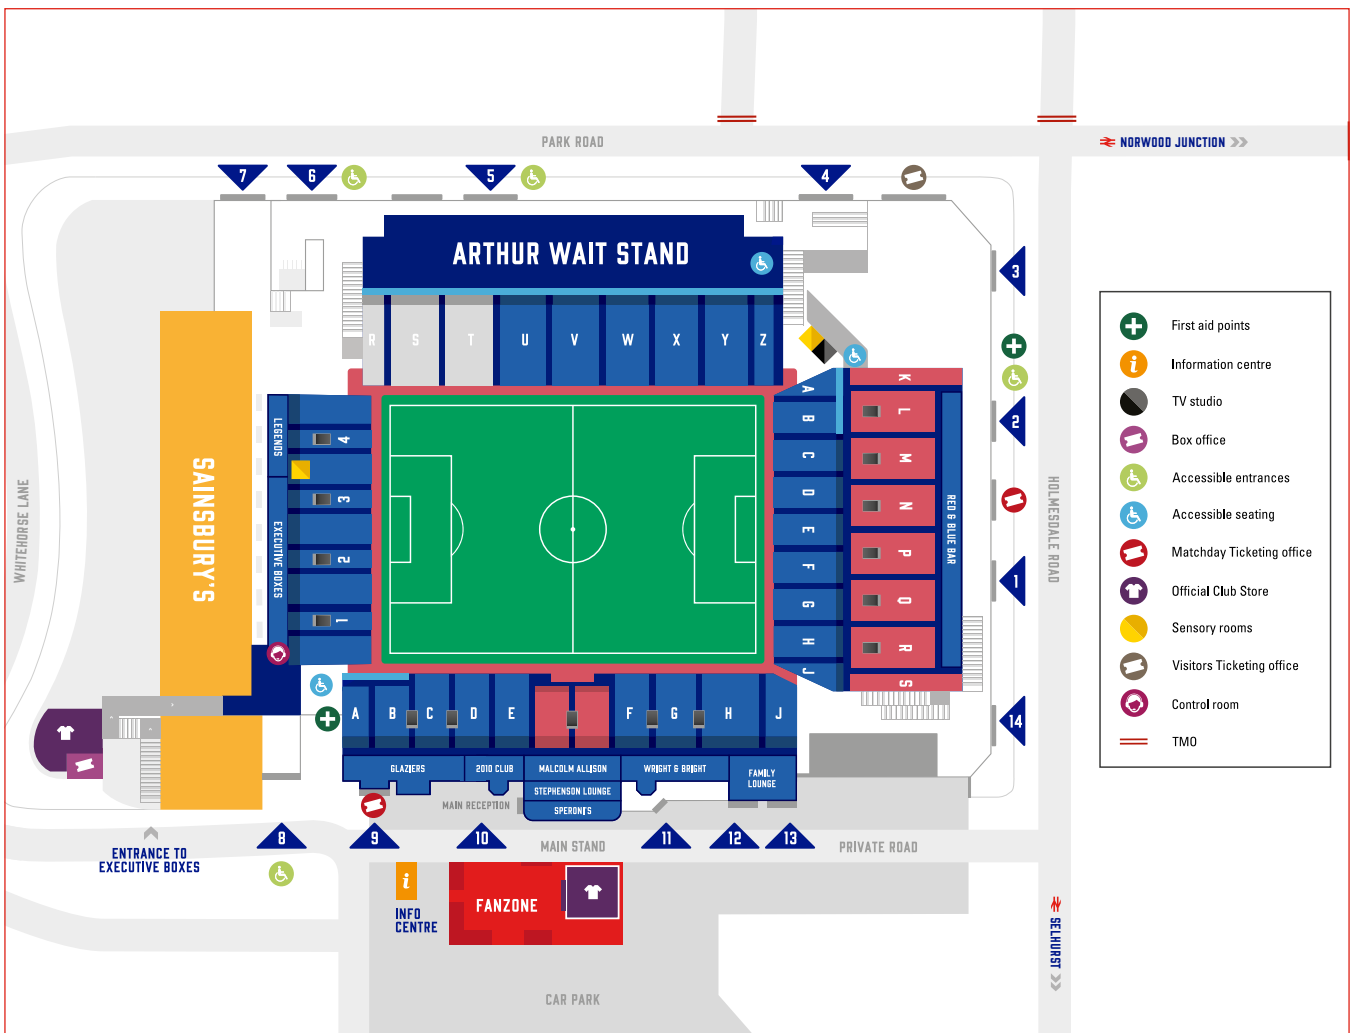 PARK ROAD
NORWOOD JUNCTION
7
6
5
4
ARTHUR WAIT STAND
3
R
S
T
U
V
W
X
Y
Z
First aid points
Information centre
TV studio
Box office
Accessible entrances
Accessible seating
Matchday Ticketing office
Official Club Store
Sensory rooms
Visitors Ticketing office
Control room
TMO
A
B
C
D
E
F
G
H
J
K
L
M
N
P
Q
R
S
RED & BLUE BAR
2
1
14
HOLMESDALE ROAD
WHITEHORSE LANE
SAINSBURY'S
LEGENDS
EXECUTIVE BOXES
4
3
2
1
A
B
C
D
E
F
G
H
J
GLAZIERS
2010 CLUB
MALCOLM ALLISON
WRIGHT & BRIGHT
FAMILY
LOUNGE
STEPHENSON LOUNGE
SPERONI'S
MAIN RECEPTION
8
9
10
11
12
13
MAIN STAND
PRIVATE ROAD
ENTRANCE TO
EXECUTIVE BOXES
i
INFO
CENTRE
FANZONE
SELHURST
CAR PARK